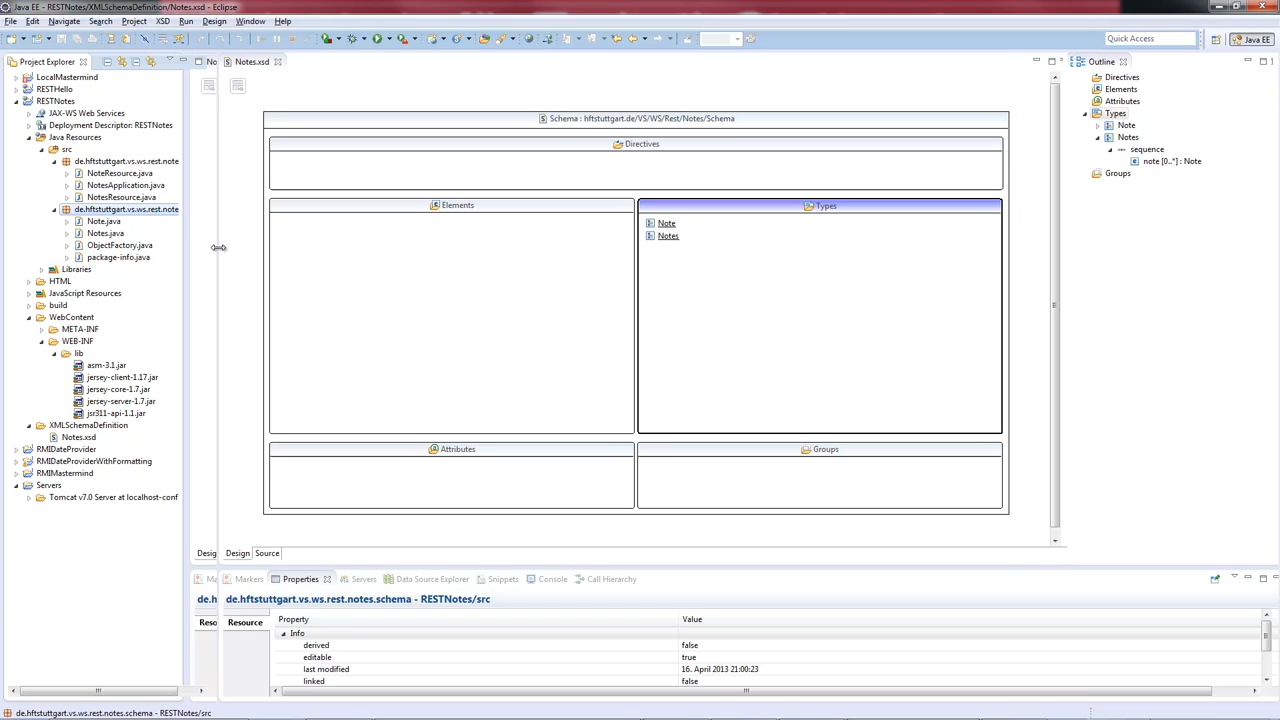 Java EE - RESTNotes/XMLSchemaDefinition/Notes.xsd - Eclipse
File Edit Navigate Search Project XSD Run Design Window Help
Quick Access
Java EE
Project Explorer
No
Notes.xsd
Outline
LocalMastermind
RESTHello
RESTNotes
JAX-WS Web Services
Deployment Descriptor: RESTNotes
Java Resources
src
de.hftstuttgart.vs.ws.rest.note
NoteResource.java
NotesApplication.java
NotesResource.java
de.hftstuttgart.vs.ws.rest.note
Note.java
Notes.java
ObjectFactory.java
package-info.java
Libraries
HTML
JavaScript Resources
build
WebContent
META-INF
WEB-INF
lib
asm-3.1.jar
jersey-client-1.17.jar
jersey-core-1.7.jar
jersey-server-1.7.jar
jsr311-api-1.1.jar
XMLSchemaDefinition
Notes.xsd
RMIDateProvider
RMIDateProviderWithFormatting
RMIMastermind
Servers
Tomcat v7.0 Server at localhost-conf
Schema : hftstuttgart.de/VS/WS/Rest/Notes/Schema
Directives
Elements
Types
Note
Notes
Attributes
Groups
Desig
Design Source
Directives
Elements
Attributes
Types
Note
Notes
sequence
note [0..*] : Note
Groups
Ma
Markers Properties Servers Data Source Explorer Snippets Console Call Hierarchy
de.h
de.hftstuttgart.vs.ws.rest.notes.schema - RESTNotes/src
Reso
Resource
Property Value
Info
derived false
editable true
last modified 16. April 2013 21:00:23
linked false
de.hftstuttgart.vs.ws.rest.notes.schema - RESTNotes/src